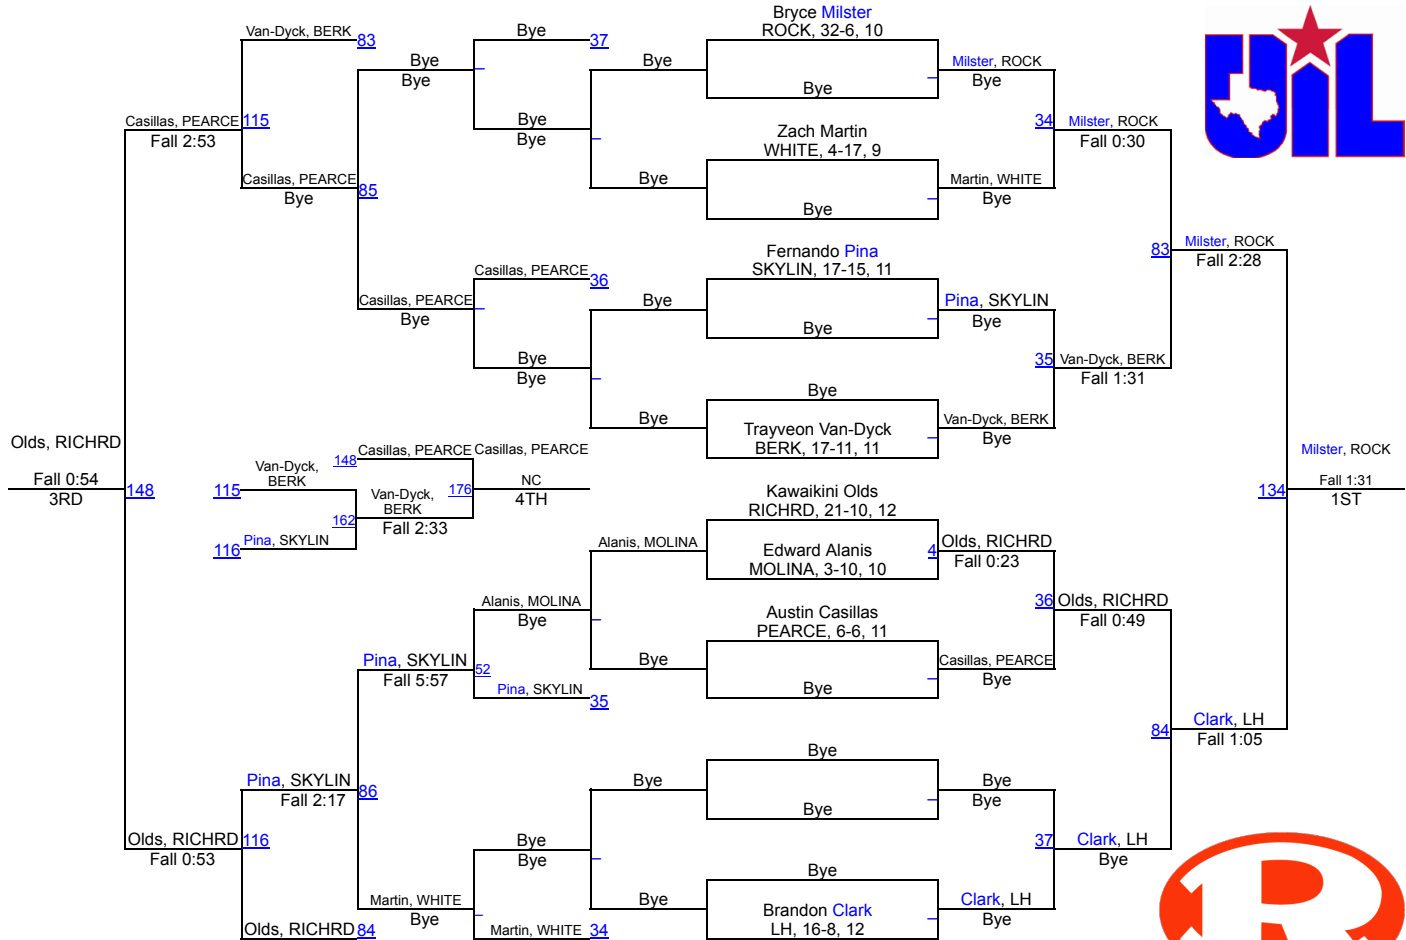 Bryce Milster
ROCK, 32-6, 10
Bye
Zach Martin
WHITE, 4-17, 9
Bye
Fernando Pina
SKYLIN, 17-15, 11
Bye
Bye
Trayveon Van-Dyck
BERK, 17-11, 11
Kawaikini Olds
RICHRD, 21-10, 12
Edward Alanis
MOLINA, 3-10, 10
4
Austin Casillas
PEARCE, 6-6, 11
Bye
Bye
Bye
Bye
Brandon Clark
LH, 16-8, 12
Milster, ROCK
Bye
34
Martin, WHITE
Bye
Pina, SKYLIN
Bye
35
Van-Dyck, BERK
Bye
Olds, RICHRD
Fall 0:23
36
Casillas, PEARCE
Bye
Bye
Bye
37
Clark, LH
Bye
Milster, ROCK
Fall 0:30
83
Van-Dyck, BERK
Fall 1:31
Olds, RICHRD
Fall 0:49
84
Clark, LH
Bye
Milster, ROCK
Fall 2:28
134
Clark, LH
Fall 1:05
Milster, ROCK
Fall 1:31
1ST
Bye
Bye
Bye
Bye
Alanis, MOLINA
Bye
Bye
Bye
Bye
37
Bye
Bye
Casillas, PEARCE
36
Bye
Bye
Alanis, MOLINA
Bye
52
Pina, SKYLIN
35
Bye
Bye
Martin, WHITE
34
Bye
Bye
85
Casillas, PEARCE
Bye
Pina, SKYLIN
Fall 5:57
86
Martin, WHITE
Bye
Van-Dyck, BERK
83
115
Casillas, PEARCE
Bye
Pina, SKYLIN
Fall 2:17
116
Olds, RICHRD
84
Casillas, PEARCE
Fall 2:53
148
Olds, RICHRD
Fall 0:53
Olds, RICHRD
Fall 0:54
3RD
115
Van-Dyck,
BERK
162
116
Pina, SKYLIN
148
Casillas, PEARCE
176
Van-Dyck,
BERK
Fall 2:33
Casillas, PEARCE
NC
4TH
UIL
R